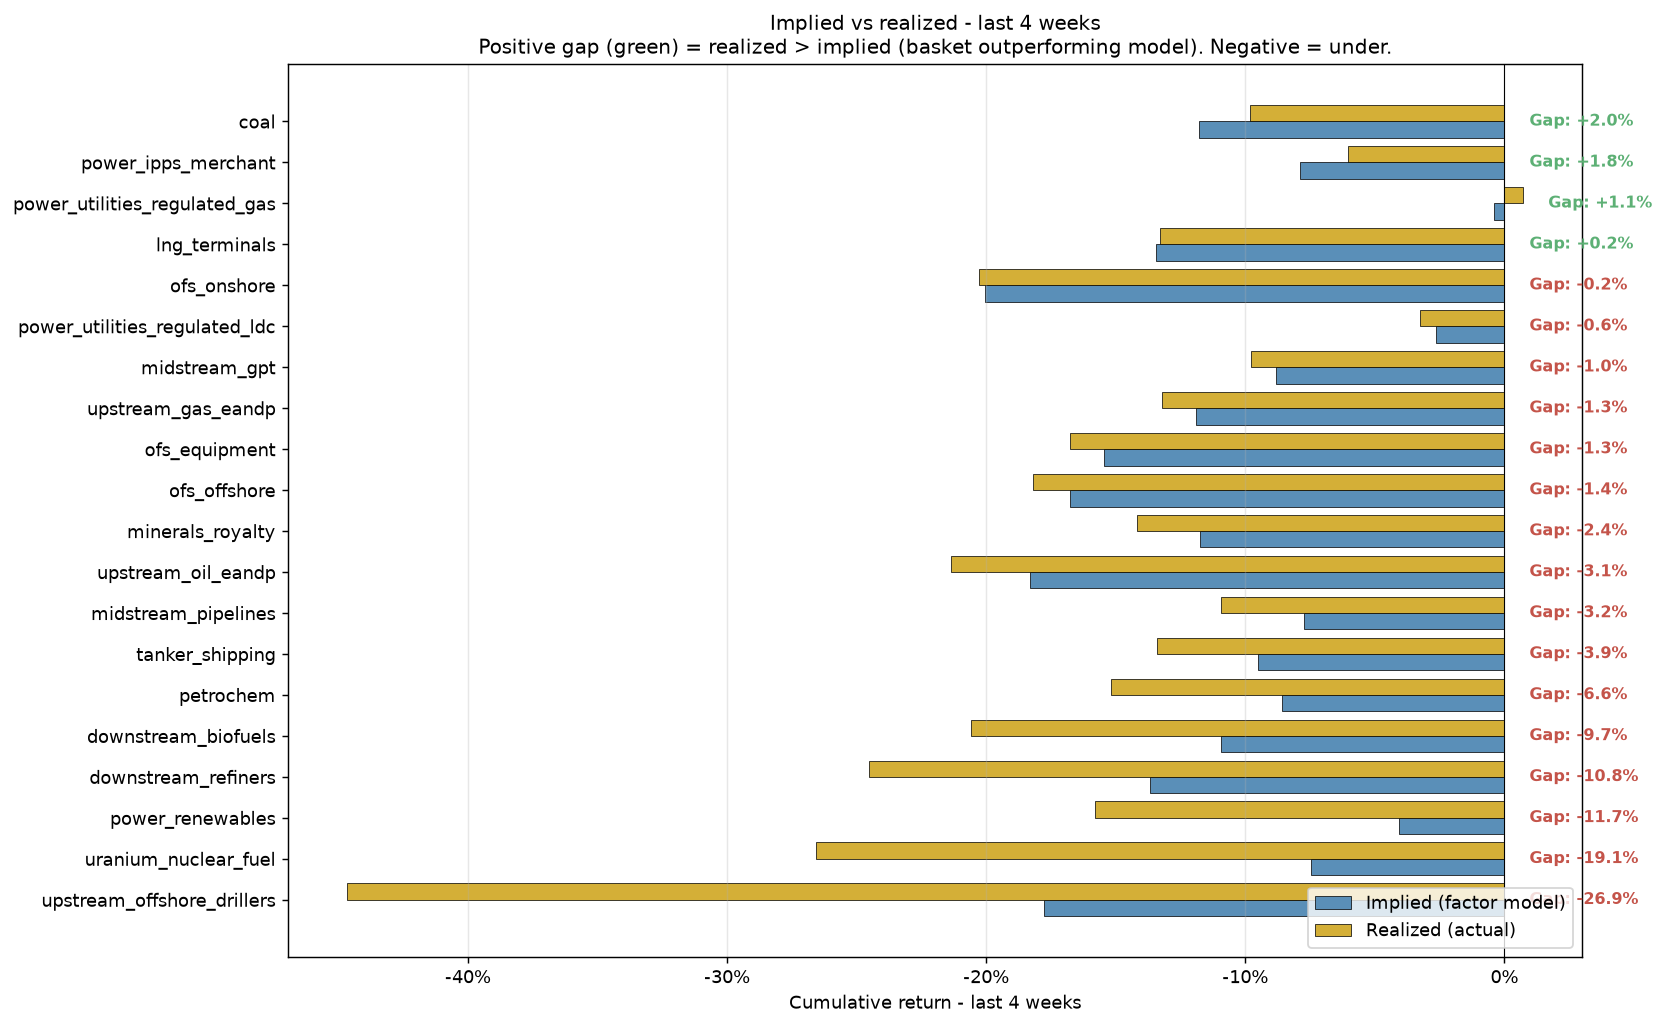 Implied vs realized - last 4 weeks
Positive gap (green) = realized > implied (basket outperforming model). Negative = under.
coal
Gap: +2.0%
power_ipps_merchant
Gap: +1.8%
power_utilities_regulated_gas
Gap: +1.1%
lng_terminals
Gap: +0.2%
ofs_onshore
Gap: -0.2%
power_utilities_regulated_ldc
Gap: -0.6%
midstream_gpt
Gap: -1.0%
upstream_gas_eandp
Gap: -1.3%
ofs_equipment
Gap: -1.3%
ofs_offshore
Gap: -1.4%
minerals_royalty
Gap: -2.4%
upstream_oil_eandp
Gap: -3.1%
midstream_pipelines
Gap: -3.2%
tanker_shipping
Gap: -3.9%
petrochem
Gap: -6.6%
downstream_biofuels
Gap: -9.7%
downstream_refiners
Gap: -10.8%
power_renewables
Gap: -11.7%
uranium_nuclear_fuel
Gap: -19.1%
upstream_offshore_drillers
-26.9%
Implied (factor model)
Realized (actual)
-40%
-30%
-20%
-10%
0%
Cumulative return - last 4 weeks